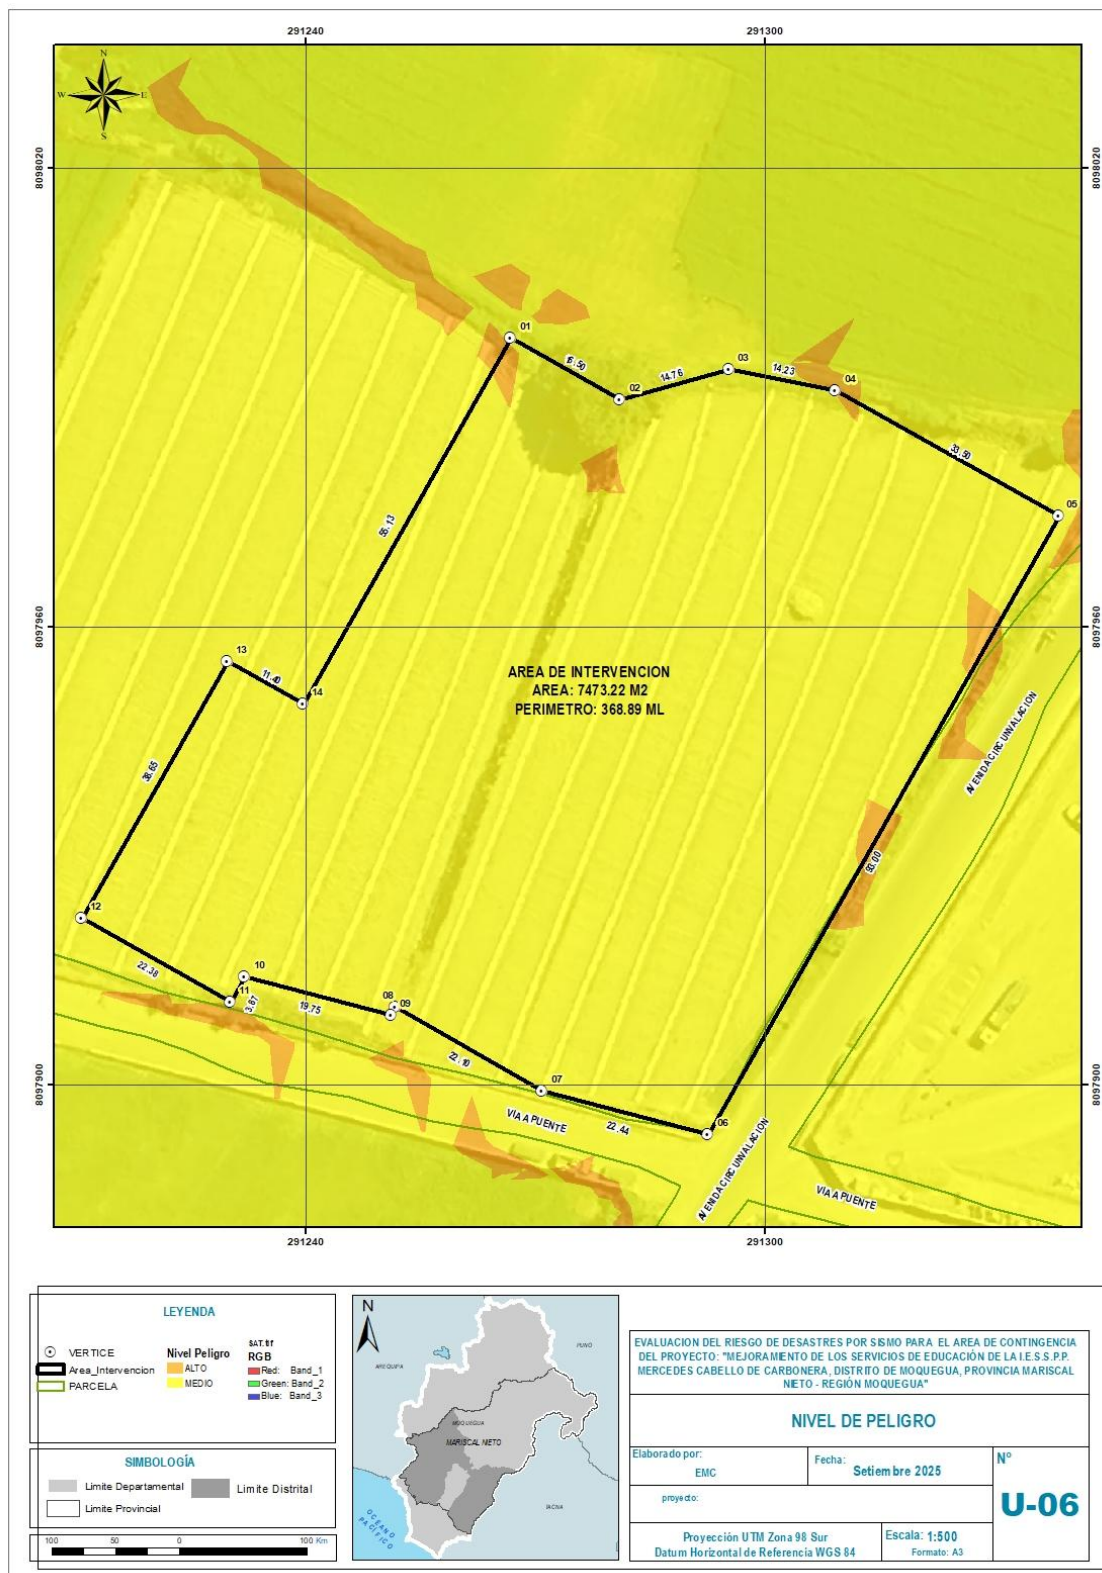 291240
291300
N
W
E
S
8098020
8098020
01
15.50
02
14.76
03
14.23
04
33.50
05
55.13
8097960
8097960
13
11.40
14
AREA DE INTERVENCION
AREA: 7473.22 M2
PERIMETRO: 368.89 ML
AVENIDA CIRCUNVALACION
38.65
93.00
12
22.38
10
11
3.87
19.75
08
09
22.10
8097900
8097900
07
VIA A PUENTE
22.44
06
AVENIDA CIRCUNVALACION
VIA A PUENTE
291240
291300
LEYENDA
VERTICE
Area_Intervencion
PARCELA
Nivel Peligro
ALTO
MEDIO
SAT.tif
RGB
Red: Band_1
Green: Band_2
Blue: Band_3
SIMBOLOGÍA
Limite Departamental
Limite Distrital
Limite Provincial
100 50 0 100 Km
N
PUNO
AREQUIPA
MOQUEGUA
MARISCAL NIETO
TACNA
OCEANO
PACÍFICO
EVALUACION DEL RIESGO DE DESASTRES POR SISMO PARA EL AREA DE CONTINGENCIA
DEL PROYECTO: "MEJORAMIENTO DE LOS SERVICIOS DE EDUCACIÓN DE LA I.E.S.S.P.P.
MERCEDES CABELLO DE CARBONERA, DISTRITO DE MOQUEGUA, PROVINCIA MARISCAL
NIETO - REGIÓN MOQUEGUA"
NIVEL DE PELIGRO
Elaborado por:
EMC
Fecha:
Setiembre 2025
N°
U-06
proyecto:
Proyección UTM Zona 98 Sur
Datum Horizontal de Referencia WGS 84
Escala: 1:500
Formato: A3